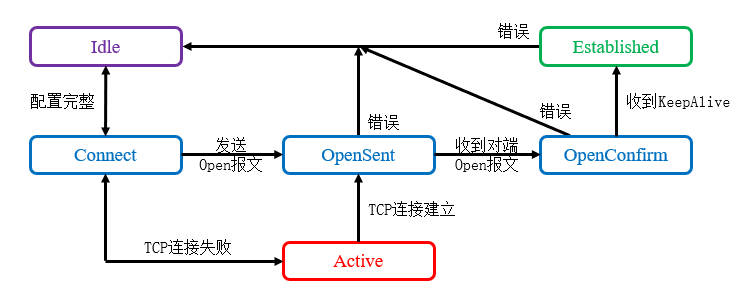 错误
Idle
Established
配置完整
错误
错误
收到KeepAlive
Connect
发送
Open报文
OpenSent
收到对端
Open报文
OpenConfirm
TCP连接建立
TCP连接失败
Active